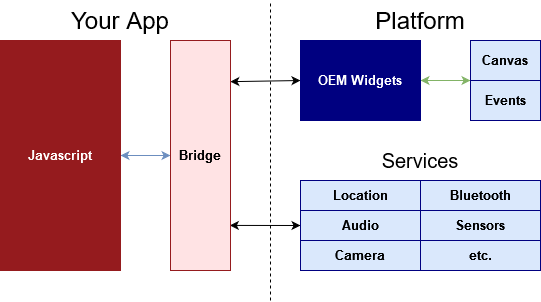 Your App
Platform
Javascript
Bridge
OEM Widgets
Canvas
Events
Services
Location
Bluetooth
Audio
Sensors
Camera
etc.